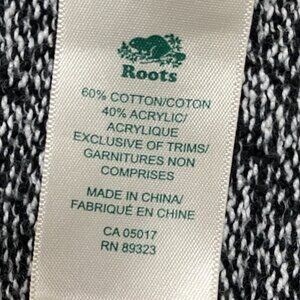 Roots
60% COTTON/COTON
40% ACRYLIC/
ACRYLIQUE
EXCLUSIVE OF TRIMS/
GARNITURES NON
COMPRISES
MADE IN CHINA/
FABRIQUÉ EN CHINE
CA 05017
RN 89323